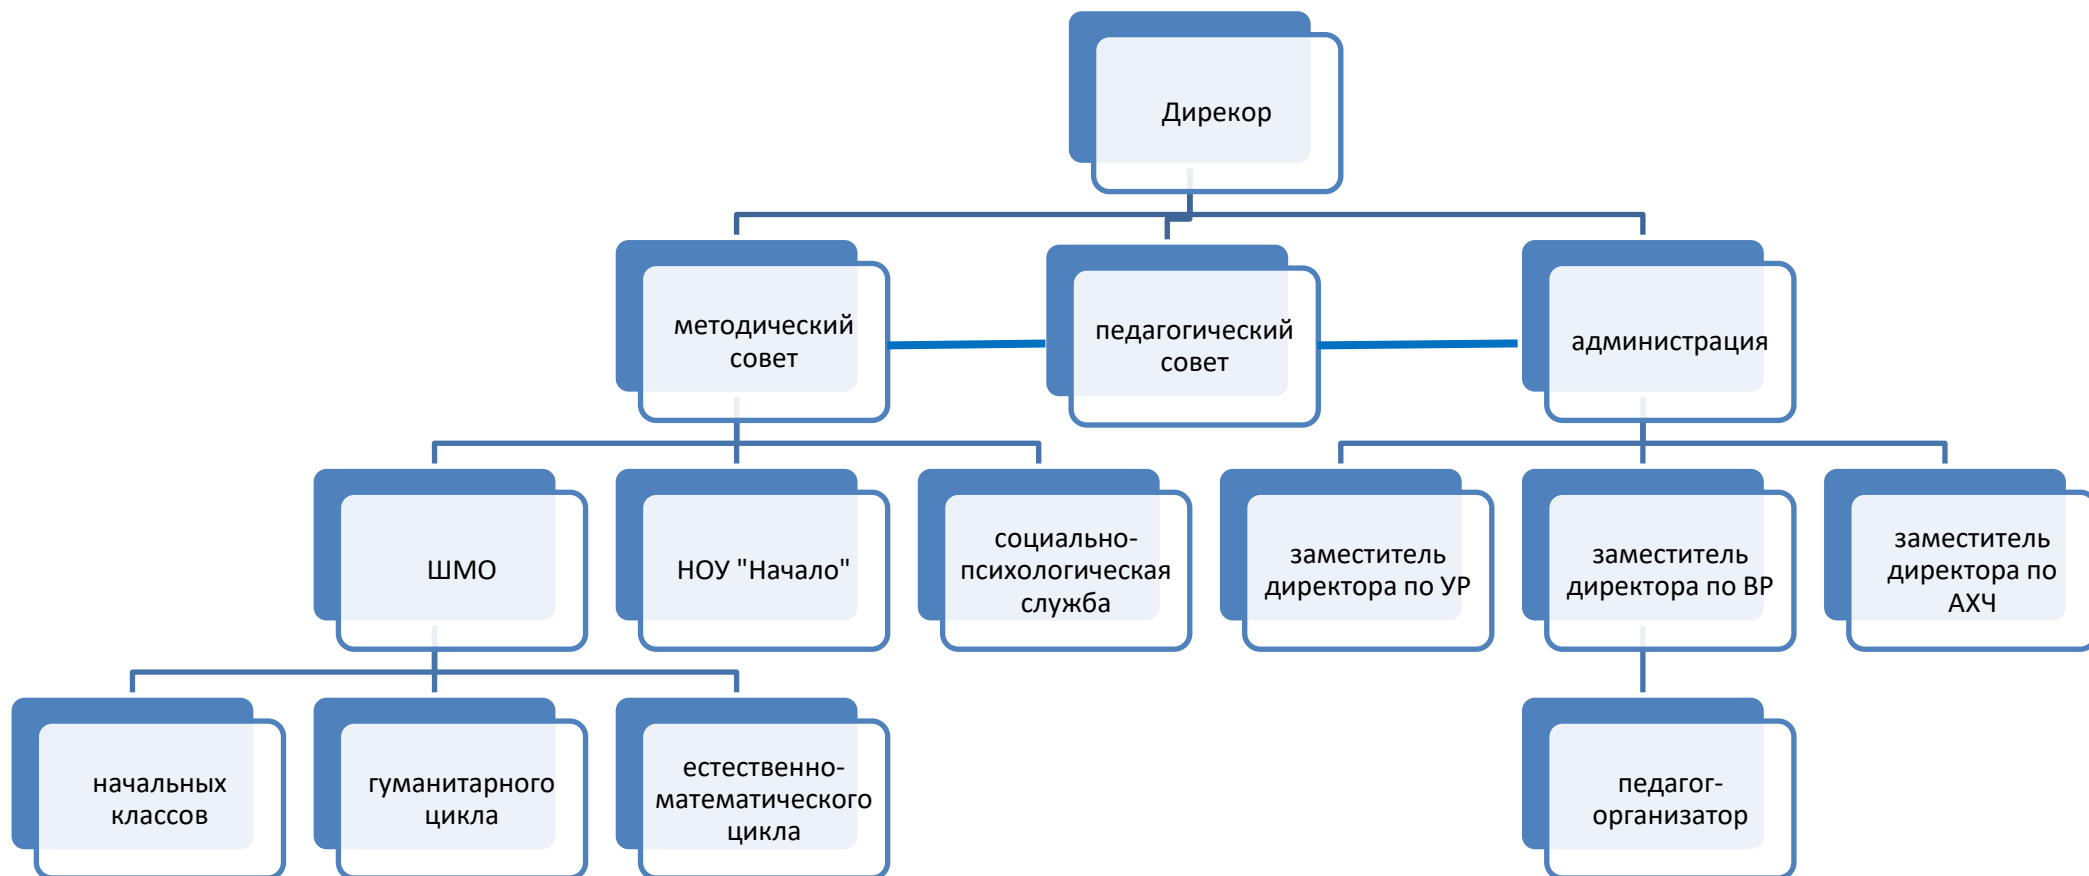 Дирекор
методический
совет
педагогический
совет
администрация
ШМО
НОУ "Начало"
социально-
психологическая
служба
заместитель
директора по УР
заместитель
директора по ВР
заместитель
директора по
АХЧ
начальных
классов
гуманитарного
цикла
естественно-
математического
цикла
педагог-
организатор